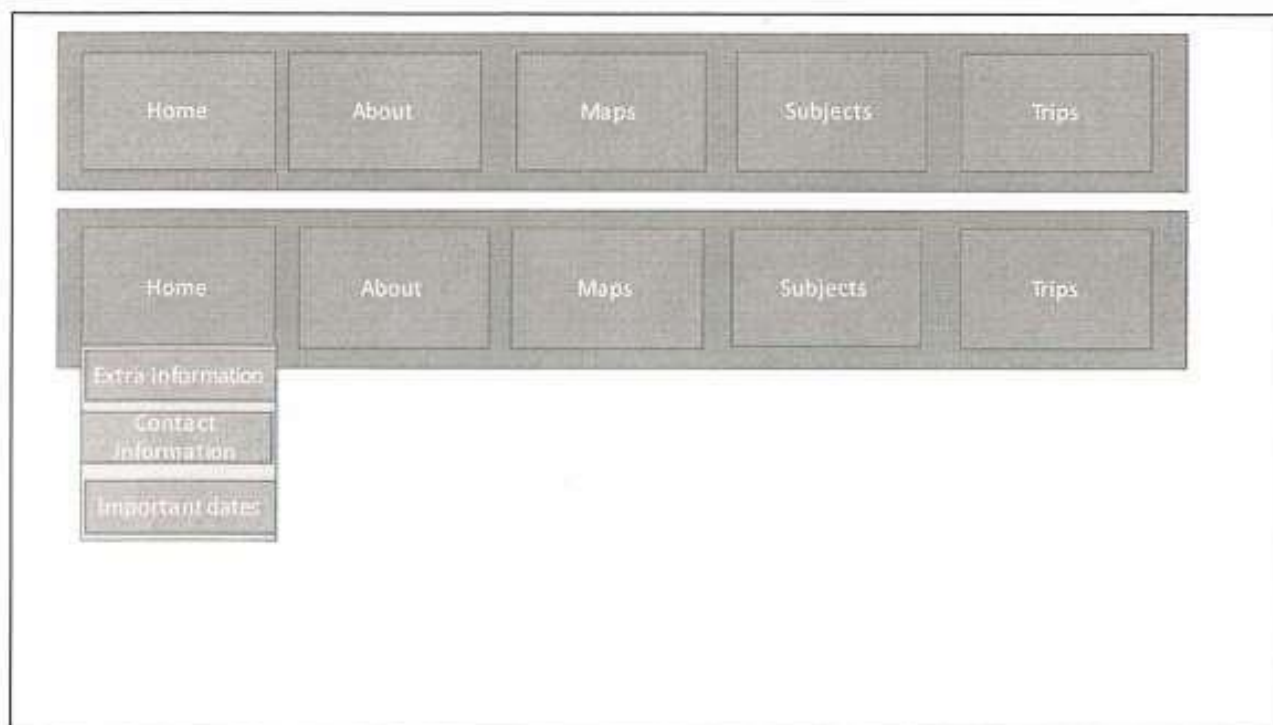 Home
About
Maps
Subjects
Trips
Home
About
Maps
Subjects
Trips
Extra Information
Contact
Information
Important dates